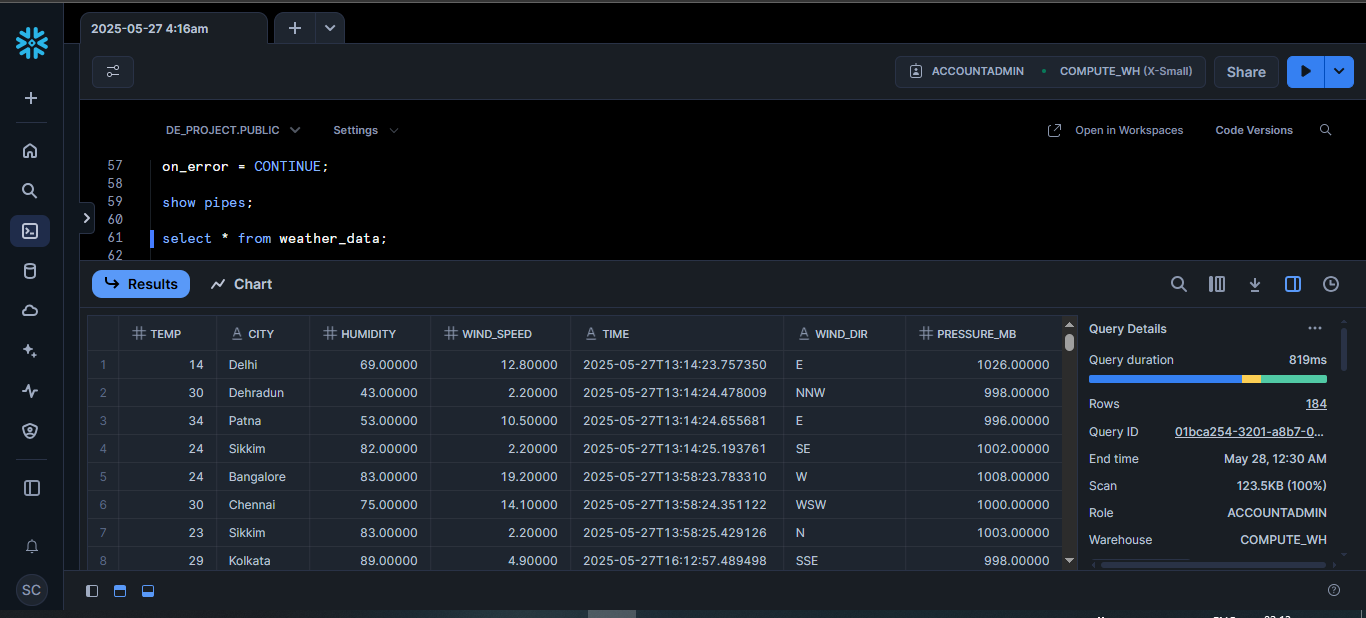 2025-05-27 4:16am
ACCOUNTADMIN COMPUTE_WH (X-Small) Share
DE_PROJECT.PUBLIC Settings Open in Workspaces Code Versions
57 on_error = CONTINUE;
58
59 show pipes;
60
61 select * from weather_data;
62
Results Chart
TEMP CITY HUMIDITY WIND_SPEED TIME WIND_DIR PRESSURE_MB
1 14 Delhi 69.00000 12.80000 2025-05-27T13:14:23.757350 E 1026.00000
2 30 Dehradun 43.00000 2.20000 2025-05-27T13:14:24.478009 NNW 998.00000
3 34 Patna 53.00000 10.50000 2025-05-27T13:14:24.655681 E 996.00000
4 24 Sikkim 82.00000 2.20000 2025-05-27T13:14:25.193761 SE 1002.00000
5 24 Bangalore 83.00000 19.20000 2025-05-27T13:58:23.783310 W 1008.00000
6 30 Chennai 75.00000 14.10000 2025-05-27T13:58:24.351122 WSW 1000.00000
7 23 Sikkim 83.00000 2.20000 2025-05-27T13:58:25.429126 N 1003.00000
8 29 Kolkata 89.00000 4.90000 2025-05-27T16:12:57.489498 SSE 998.00000
Query Details
Query duration 819ms
Rows 184
Query ID 01bca254-3201-a8b7-0...
End time May 28, 12:30 AM
Scan 123.5KB (100%)
Role ACCOUNTADMIN
Warehouse COMPUTE_WH
SC